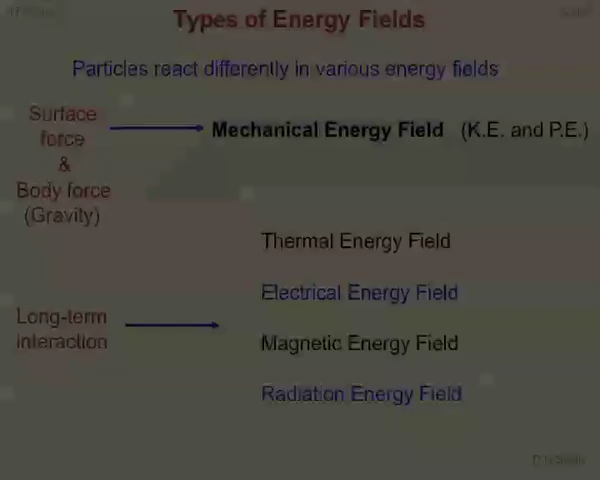 Types of Energy Fields
Particles react differently in various energy fields
Surface
force
&
Body force
(Gravity)
Mechanical Energy Field (K.E. and P.E.)
Thermal Energy Field
Electrical Energy Field
Long-term
interaction
Magnetic Energy Field
Radiation Energy Field